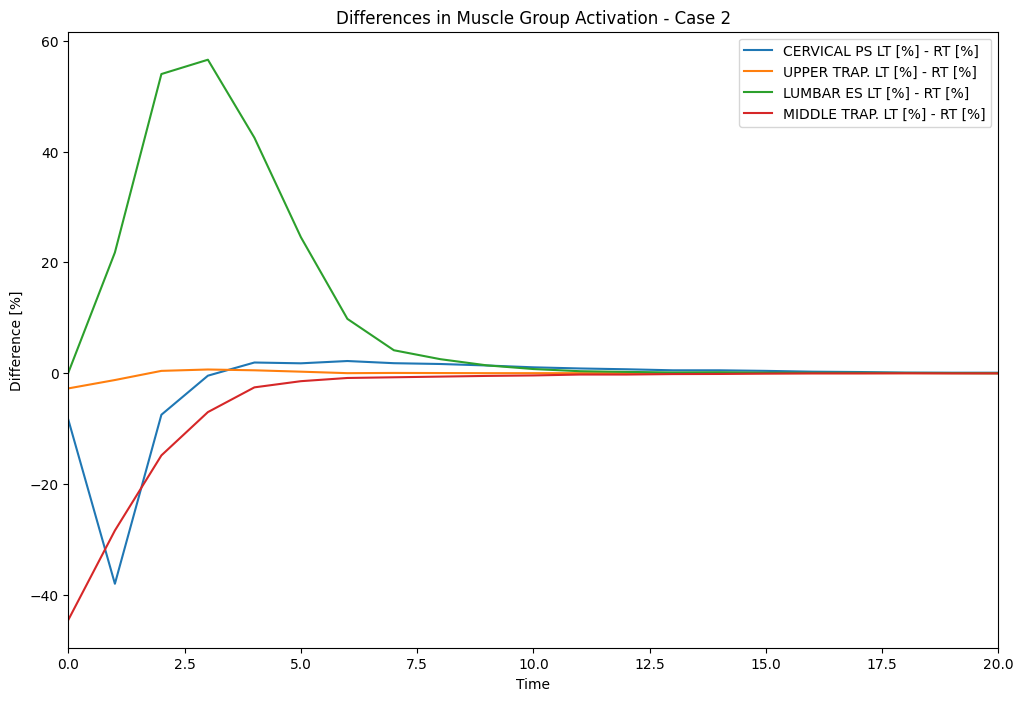 Differences in Muscle Group Activation - Case 2
CERVICAL PS LT [%] - RT [%]
UPPER TRAP. LT [%] - RT [%]
LUMBAR ES LT [%] - RT [%]
MIDDLE TRAP. LT [%] - RT [%]
Difference [%]
60
40
20
0
−20
−40
0.0 2.5 5.0 7.5 10.0 12.5 15.0 17.5 20.0
Time